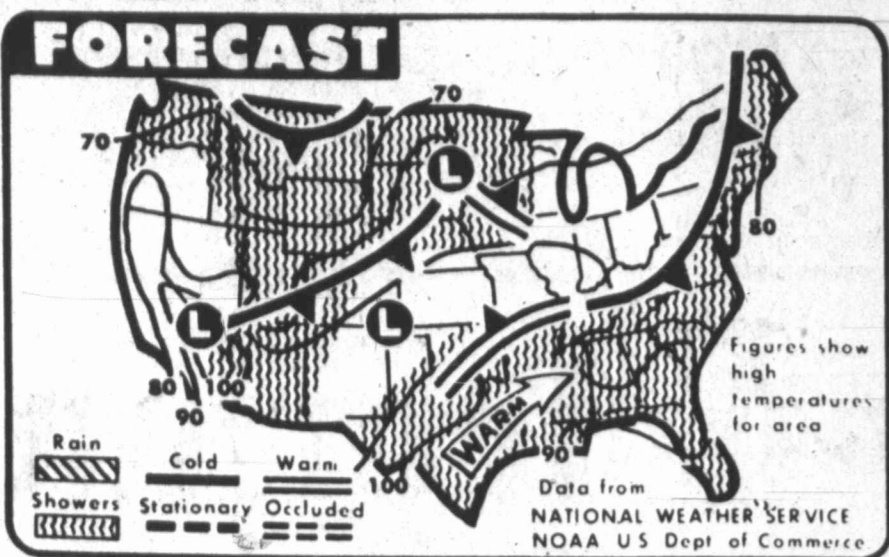 FORECAST
70
70
L
80
L
L
Figures show
high
temperatures
for area
80 100
90
WARM
90
100
Rain
Cold
Warm
Showers
Stationary
Occluded
Data from
NATIONAL WEATHER SERVICE
NOAA US Dept of Commerce